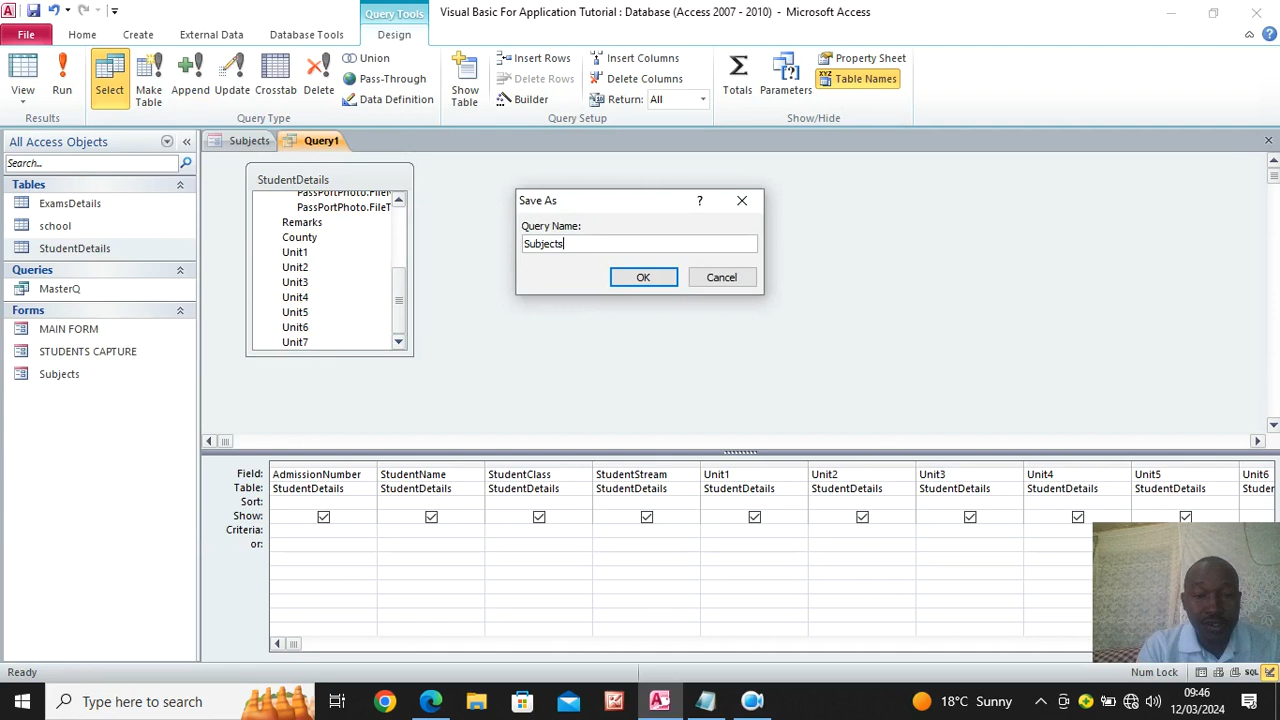 Visual Basic For Application Tutorial : Database (Access 2007 - 2010) - Microsoft Access
Query Tools
File Home Create External Data Database Tools Design
View
Run
Select
Make Table
Append
Update
Crosstab
Delete
Union
Pass-Through
Data Definition
Show Table
Insert Rows
Delete Rows
Builder
Insert Columns
Delete Columns
Return: All
Totals
Parameters
Property Sheet
Table Names
Results Query Type Query Setup Show/Hide
All Access Objects
Search...
Tables
ExamsDetails
school
StudentDetails
Queries
MasterQ
Forms
MAIN FORM
STUDENTS CAPTURE
Subjects
Subjects Query1
StudentDetails
PassPortPhoto.FileT
Remarks
County
Unit1
Unit2
Unit3
Unit4
Unit5
Unit6
Unit7
Save As
Query Name:
Subjects
OK Cancel
Field: AdmissionNumber StudentName StudentClass StudentStream Unit1 Unit2 Unit3 Unit4 Unit5 Unit6
Table: StudentDetails StudentDetails StudentDetails StudentDetails StudentDetails StudentDetails StudentDetails StudentDetails StudentDetails Studer
Sort:
Show:
Criteria:
or:
Ready
Num Lock
SQL
Type here to search
18°C Sunny
09:46
12/03/2024